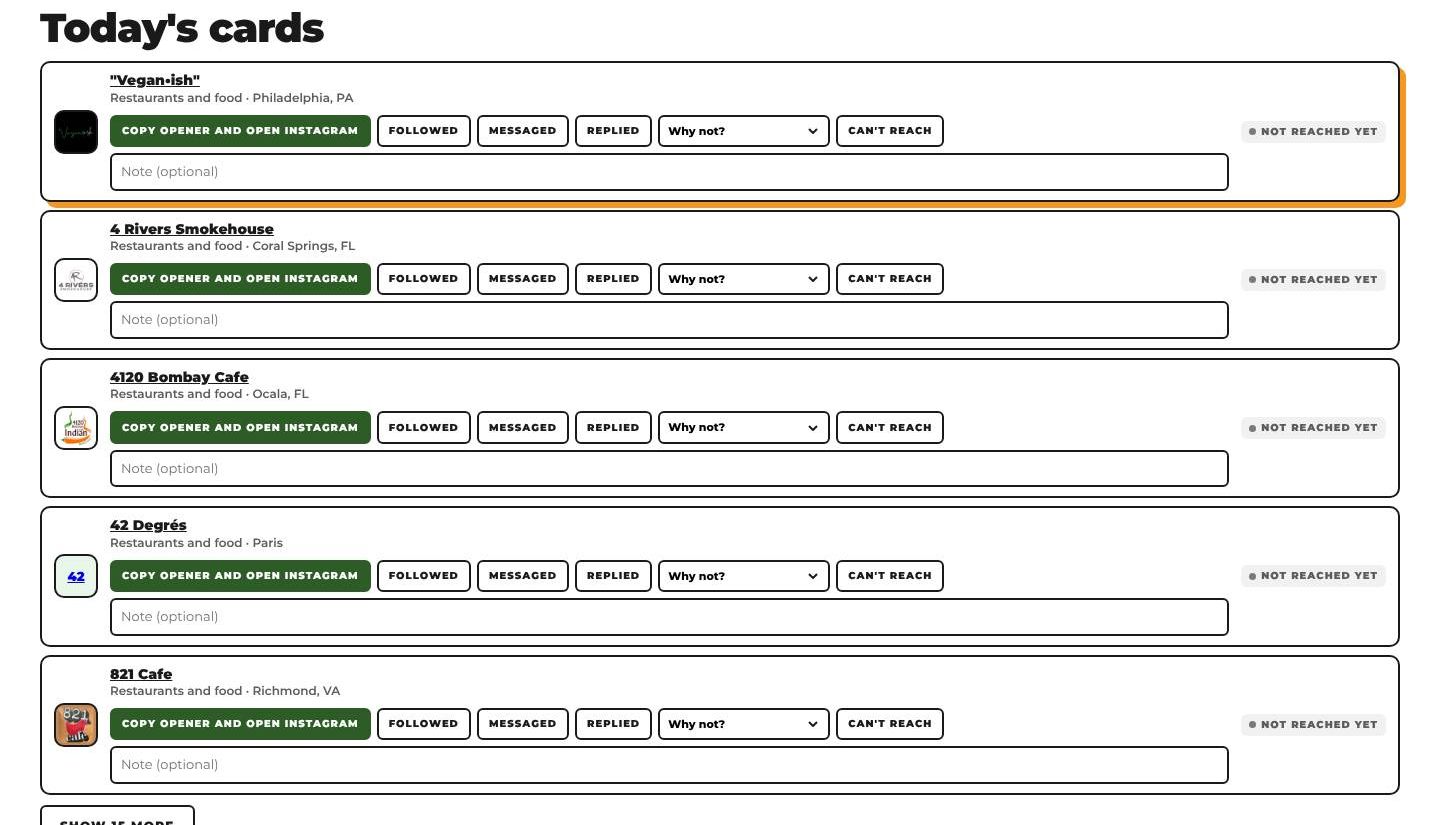 Today's cards
"Vegan•ish"
Restaurants and food · Philadelphia, PA
COPY OPENER AND OPEN INSTAGRAM FOLLOWED MESSAGED REPLIED Why not? CAN'T REACH
NOT REACHED YET
Note (optional)
4 Rivers Smokehouse
Restaurants and food · Coral Springs, FL
4 RIVERS
COPY OPENER AND OPEN INSTAGRAM FOLLOWED MESSAGED REPLIED Why not? CAN'T REACH
NOT REACHED YET
Note (optional)
4120 Bombay Cafe
Restaurants and food · Ocala, FL
4120
Indian
COPY OPENER AND OPEN INSTAGRAM FOLLOWED MESSAGED REPLIED Why not? CAN'T REACH
NOT REACHED YET
Note (optional)
42 Degrés
Restaurants and food · Paris
42
COPY OPENER AND OPEN INSTAGRAM FOLLOWED MESSAGED REPLIED Why not? CAN'T REACH
NOT REACHED YET
Note (optional)
821 Cafe
Restaurants and food · Richmond, VA
821
COPY OPENER AND OPEN INSTAGRAM FOLLOWED MESSAGED REPLIED Why not? CAN'T REACH
NOT REACHED YET
Note (optional)
SHOW 15 MORE